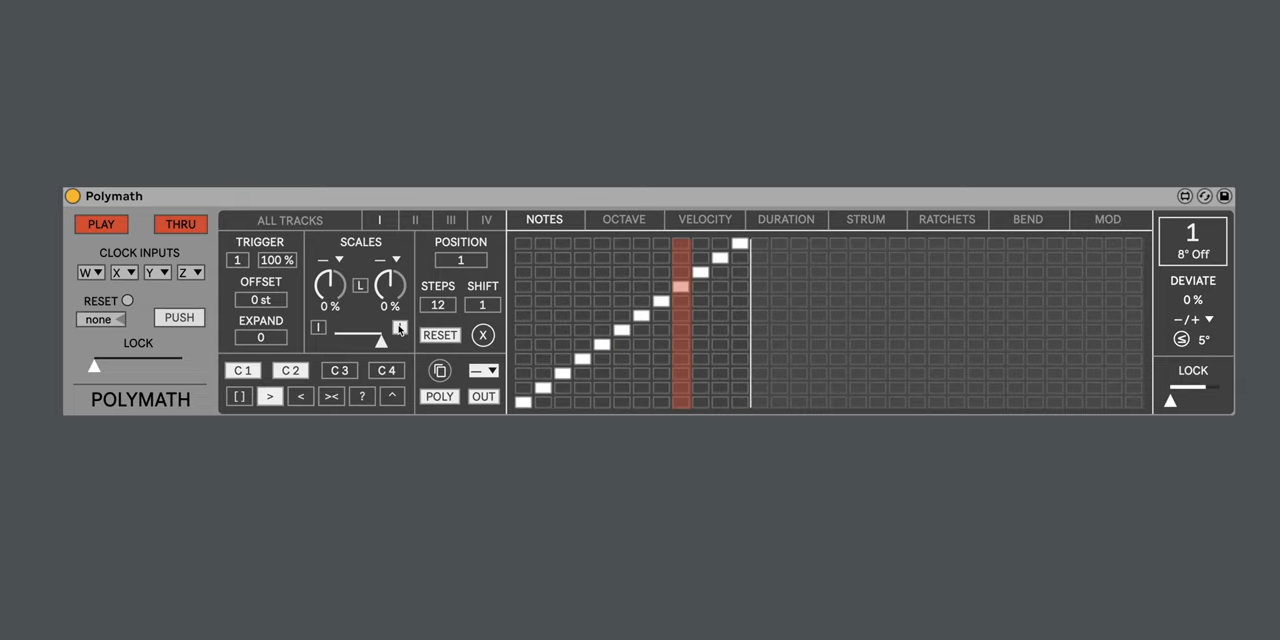 Polymath
PLAY THRU
CLOCK INPUTS
W X Y Z
RESET
none PUSH
LOCK
POLYMATH
ALL TRACKS I II III IV
TRIGGER
1 100 %
OFFSET
0 st
EXPAND
0
SCALES
L
0 % 0 %
I
POSITION
1
STEPS SHIFT
12 1
RESET X
C 1 C 2 C 3 C 4
[ ] > < >< ? ^
POLY OUT
NOTES OCTAVE VELOCITY DURATION STRUM RATCHETS BEND MOD
1
8° Off
DEVIATE
0 %
–/+
≤ 5°
LOCK